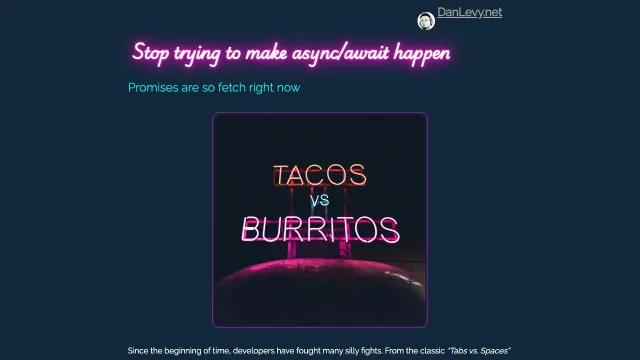 DanLevy.net
Stop trying to make async/await happen
Promises are so fetch right now
TACOS
VS
BURRITOS
Since the beginning of time, developers have fought many silly fights. From the classic "Tabs vs. Spaces"